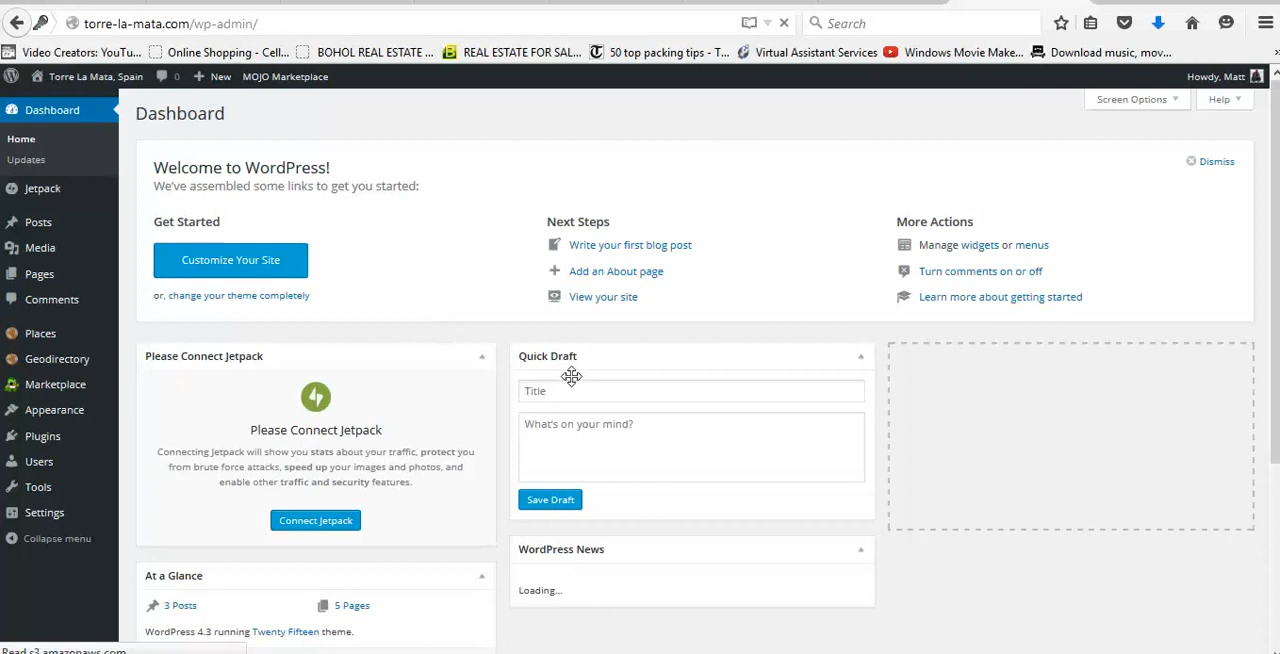 torre-la-mata.com/wp-admin/
Search
Video Creators: YouTu...
Online Shopping - Cell...
BOHOL REAL ESTATE ...
REAL ESTATE FOR SAL...
50 top packing tips - T...
Virtual Assistant Services
Windows Movie Make...
Download music, mov...
Torre La Mata, Spain
0
New
MOJO Marketplace
Howdy, Matt
Dashboard
Home
Updates
Jetpack
Posts
Media
Pages
Comments
Places
Geodirectory
Marketplace
Appearance
Plugins
Users
Tools
Settings
Collapse menu
Dashboard
Screen Options
Help
Welcome to WordPress!
Dismiss
We've assembled some links to get you started:
Get Started
Customize Your Site
or, change your theme completely
Next Steps
Write your first blog post
Add an About page
View your site
More Actions
Manage widgets or menus
Turn comments on or off
Learn more about getting started
Please Connect Jetpack
Please Connect Jetpack
Connecting Jetpack will show you stats about your traffic, protect you
from brute force attacks, speed up your images and photos, and
enable other traffic and security features.
Connect Jetpack
At a Glance
3 Posts
5 Pages
WordPress 4.3 running Twenty Fifteen theme.
Quick Draft
Title
What's on your mind?
Save Draft
WordPress News
Loading...
Read s3.amazonaws.com